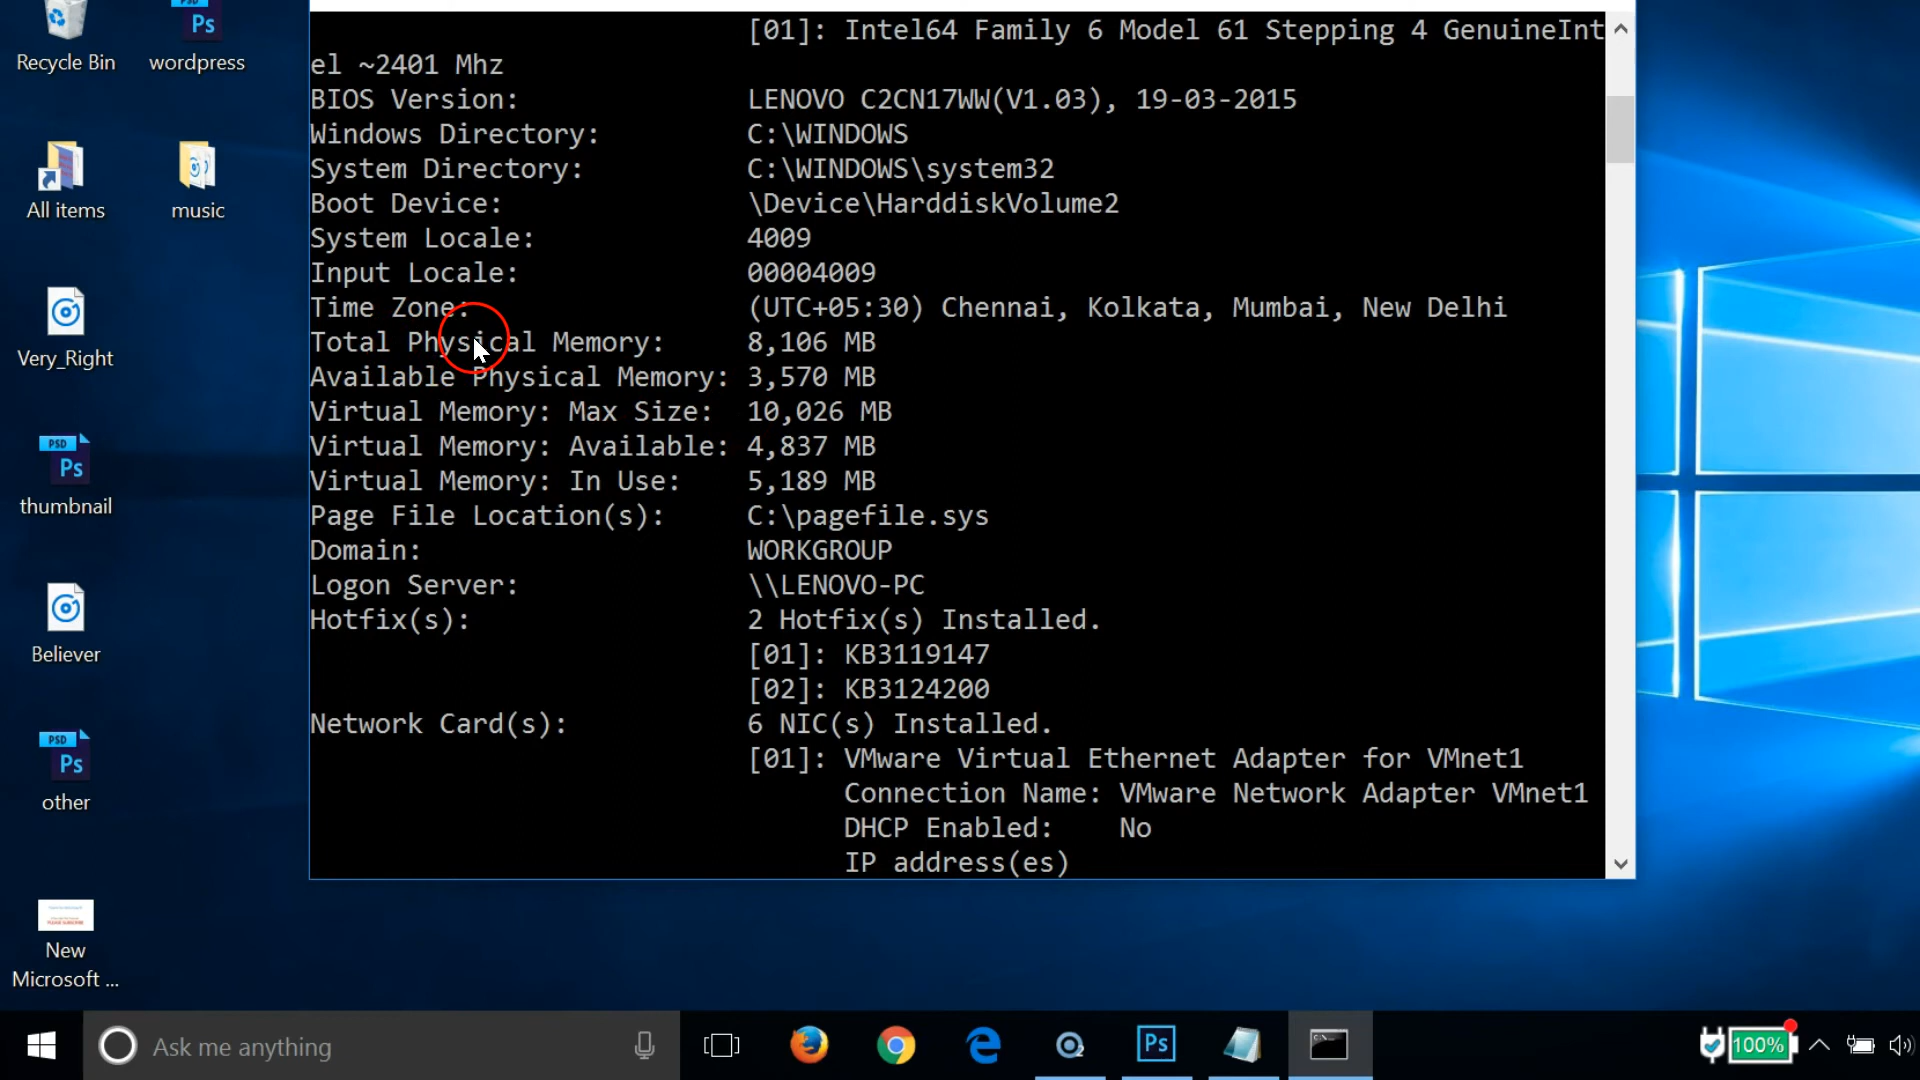 Recycle Bin
wordpress
All items
music
Very_Right
PSD
Ps
thumbnail
Believer
PSD
Ps
other
New
Microsoft ...
Ps
[01]: Intel64 Family 6 Model 61 Stepping 4 GenuineInt
el ~2401 Mhz
BIOS Version: LENOVO C2CN17WW(V1.03), 19-03-2015
Windows Directory: C:\WINDOWS
System Directory: C:\WINDOWS\system32
Boot Device: \Device\HarddiskVolume2
System Locale: 4009
Input Locale: 00004009
Time Zone: (UTC+05:30) Chennai, Kolkata, Mumbai, New Delhi
Total Physical Memory: 8,106 MB
Available Physical Memory: 3,570 MB
Virtual Memory: Max Size: 10,026 MB
Virtual Memory: Available: 4,837 MB
Virtual Memory: In Use: 5,189 MB
Page File Location(s): C:\pagefile.sys
Domain: WORKGROUP
Logon Server: \\LENOVO-PC
Hotfix(s): 2 Hotfix(s) Installed.
[01]: KB3119147
[02]: KB3124200
Network Card(s): 6 NIC(s) Installed.
[01]: VMware Virtual Ethernet Adapter for VMnet1
Connection Name: VMware Network Adapter VMnet1
DHCP Enabled: No
IP address(es)
Ask me anything
Ps
100%